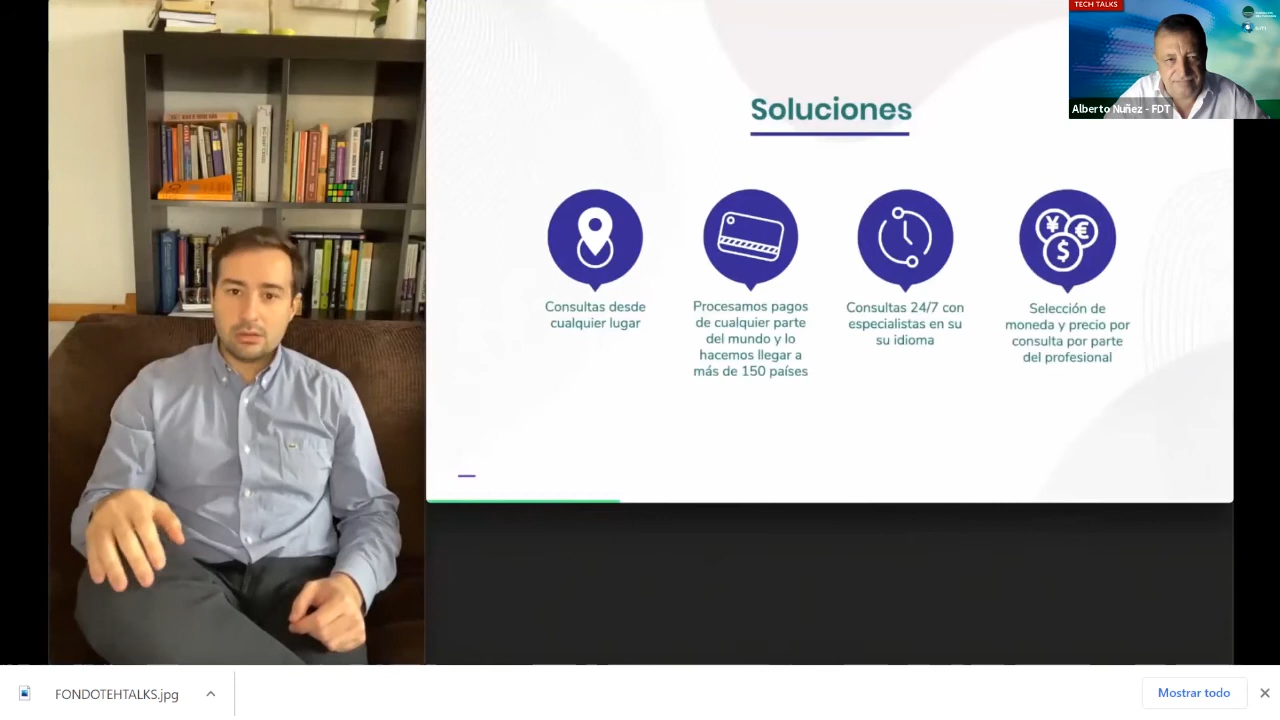 TECH TALKS
Alberto Nuñez - FDT
Soluciones
Consultas desde
cualquier lugar
Procesamos pagos
de cualquier parte
del mundo y lo
hacemos llegar a
más de 150 países
Consultas 24/7 con
especialistas en su
su idioma
Selección de
moneda y precio por
consulta por parte
del profesional
SUPERBETTER
FONDOTEHTALKS.jpg
Mostrar todo